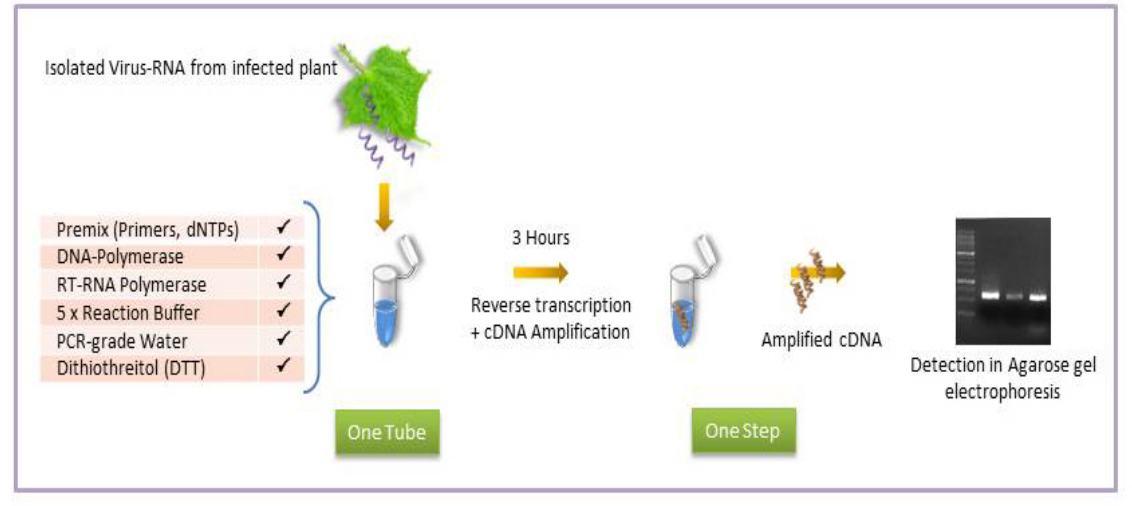 Isolated Virus-RNA from infected plant
Premix (Primers, dNTPs) ✓
DNA-Polymerase ✓
RT-RNA Polymerase ✓
5 x Reaction Buffer ✓
PCR-grade Water ✓
Dithiothreitol (DTT) ✓
One Tube
3 Hours
Reverse transcription
+ cDNA Amplification
One Step
Amplified cDNA
Detection in Agarose gel
electrophoresis